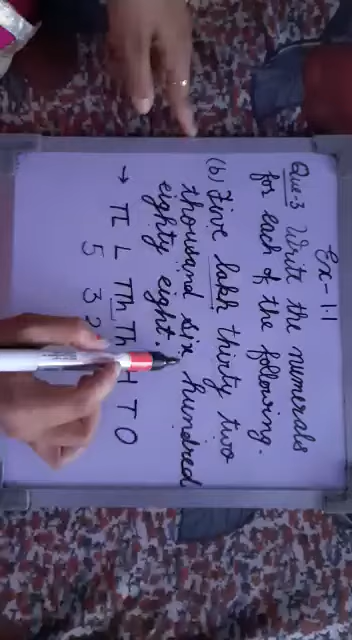 Ex-1.1
Que-3 Write the numerals
for each of the following.
(b) Five lakh thirty two
thousand six hundred
eighty eight.
→ TL L TTh Th H T O
5 3 2